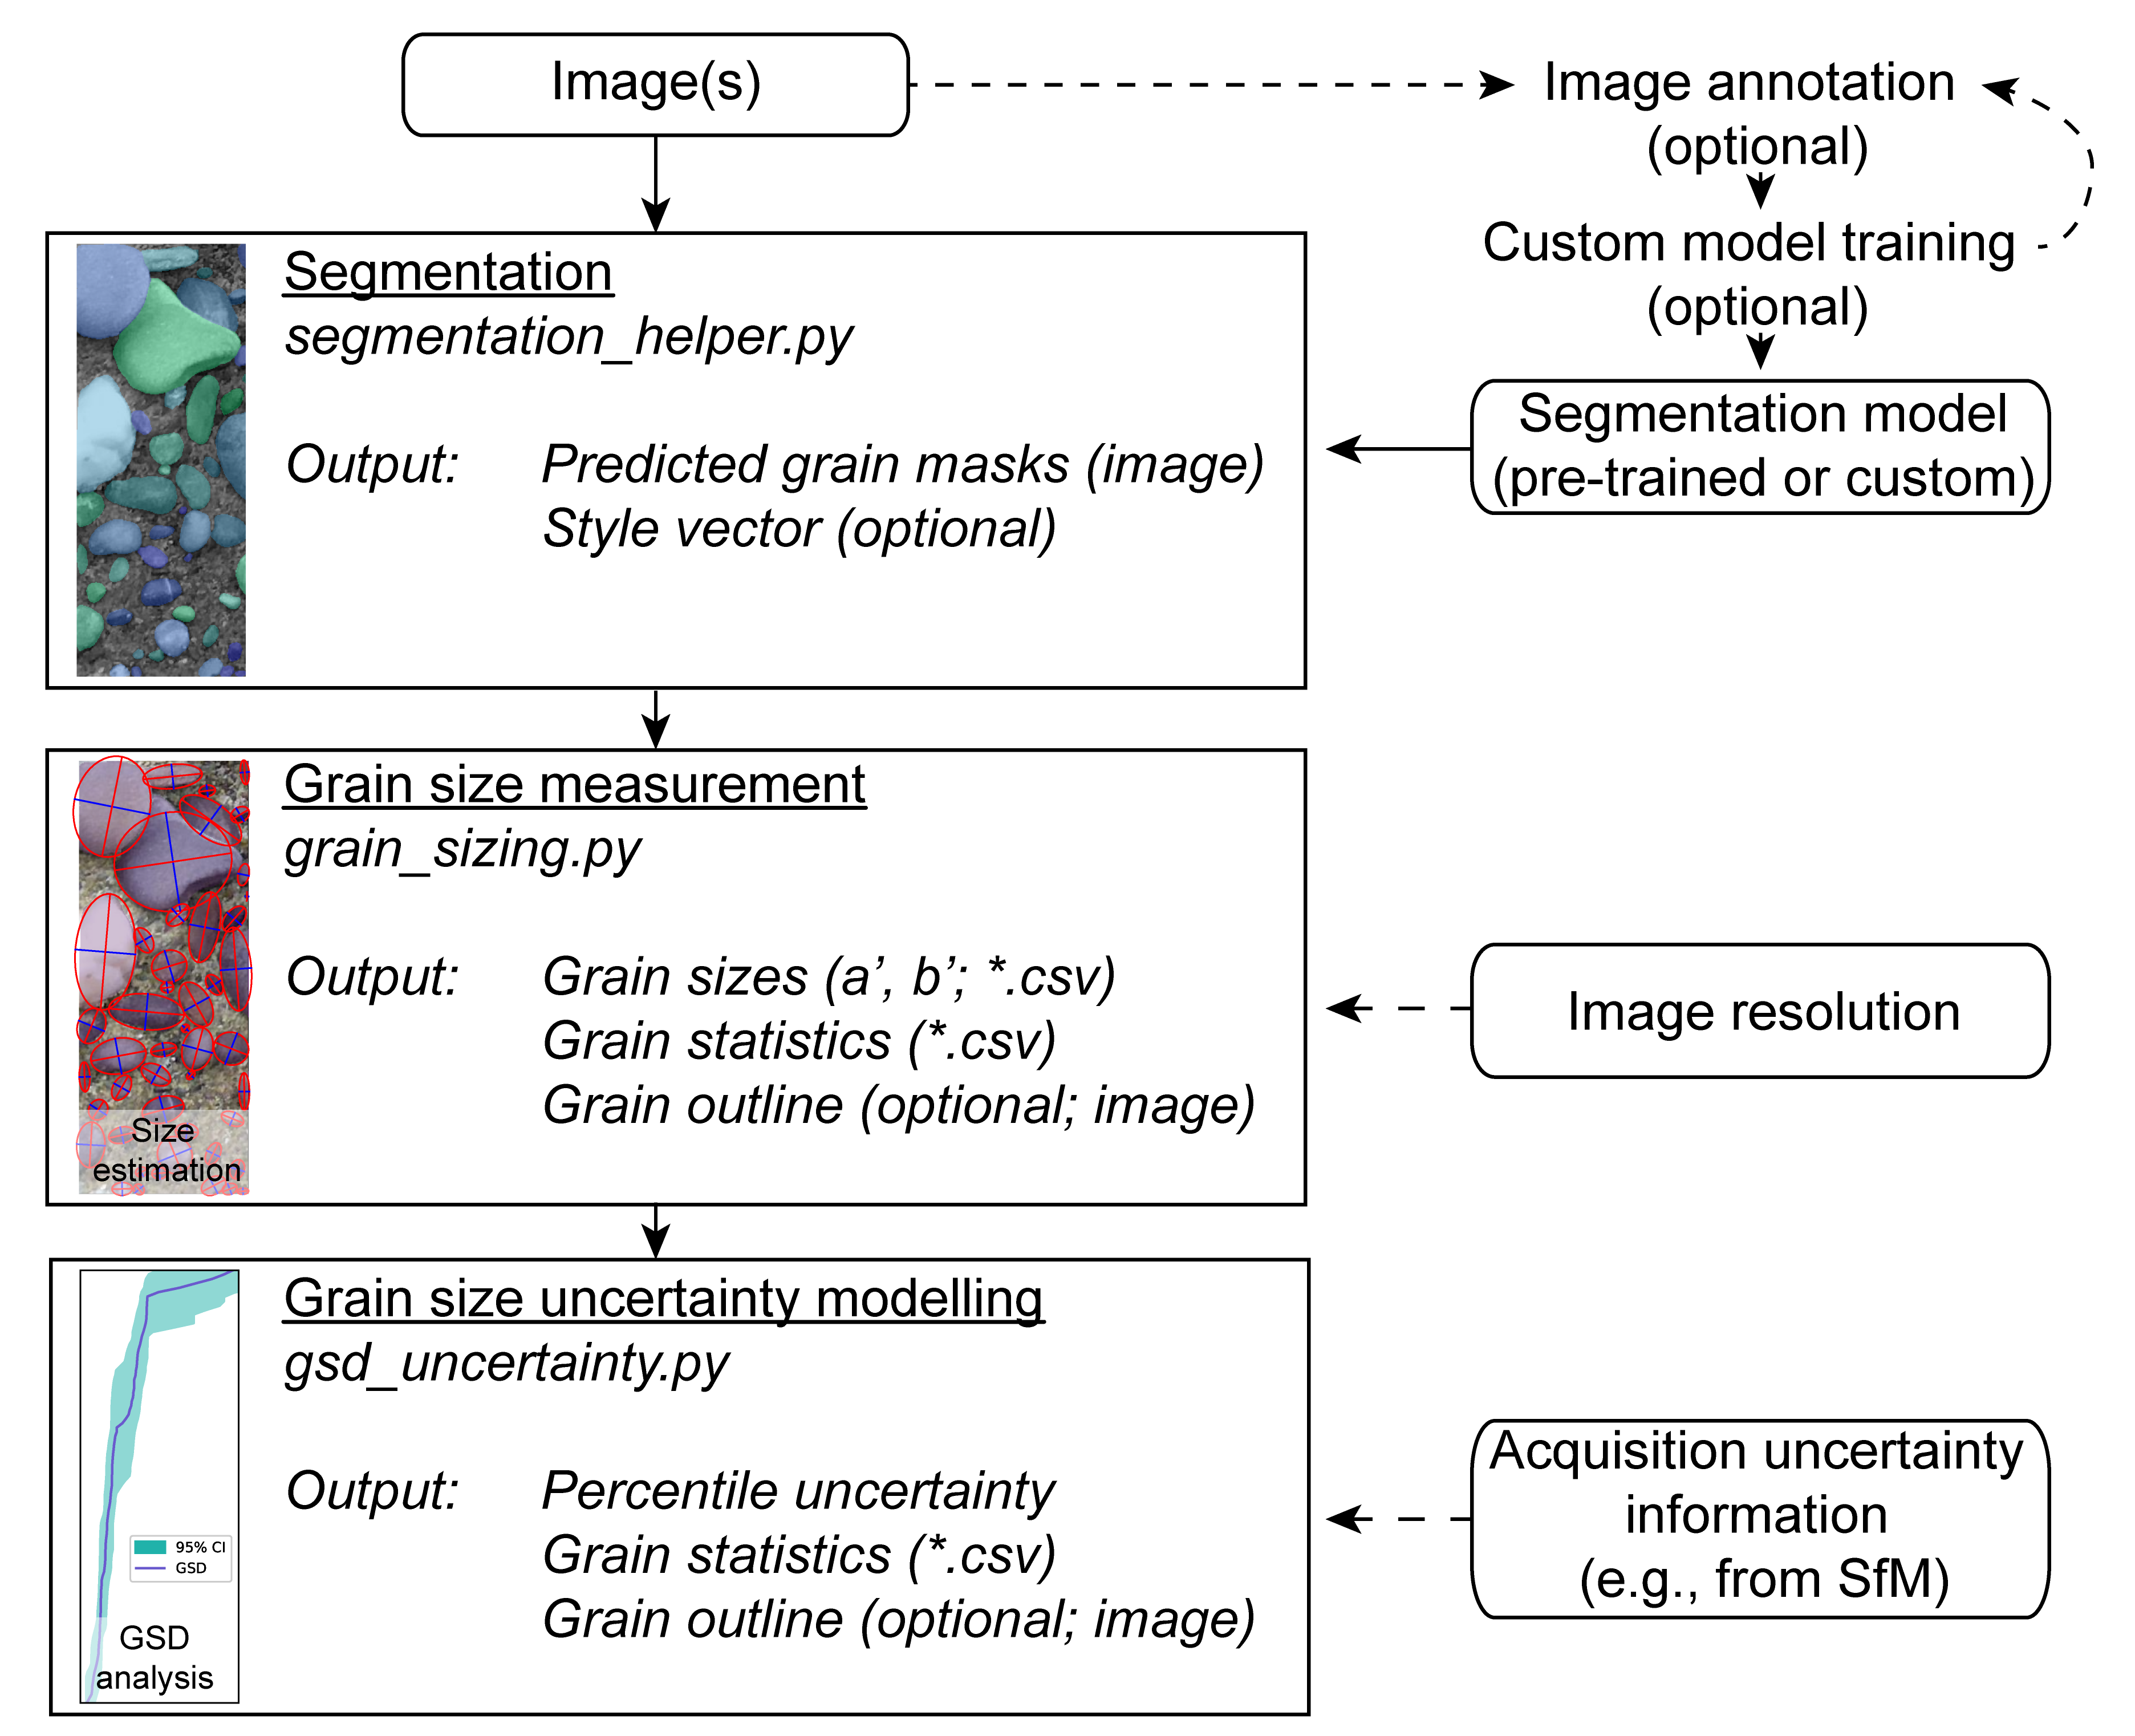 Image(s)
Image annotation
(optional)
Custom model training
(optional)
Segmentation model
(pre-trained or custom)
Segmentation
segmentation_helper.py
Output: Predicted grain masks (image)
Style vector (optional)
Grain size measurement
grain_sizing.py
Output: Grain sizes (a’, b’; *.csv)
Grain statistics (*.csv)
Grain outline (optional; image)
Size
estimation
Image resolution
Grain size uncertainty modelling
gsd_uncertainty.py
Output: Percentile uncertainty
Grain statistics (*.csv)
Grain outline (optional; image)
95% CI
GSD
GSD
analysis
Acquisition uncertainty
information
(e.g., from SfM)